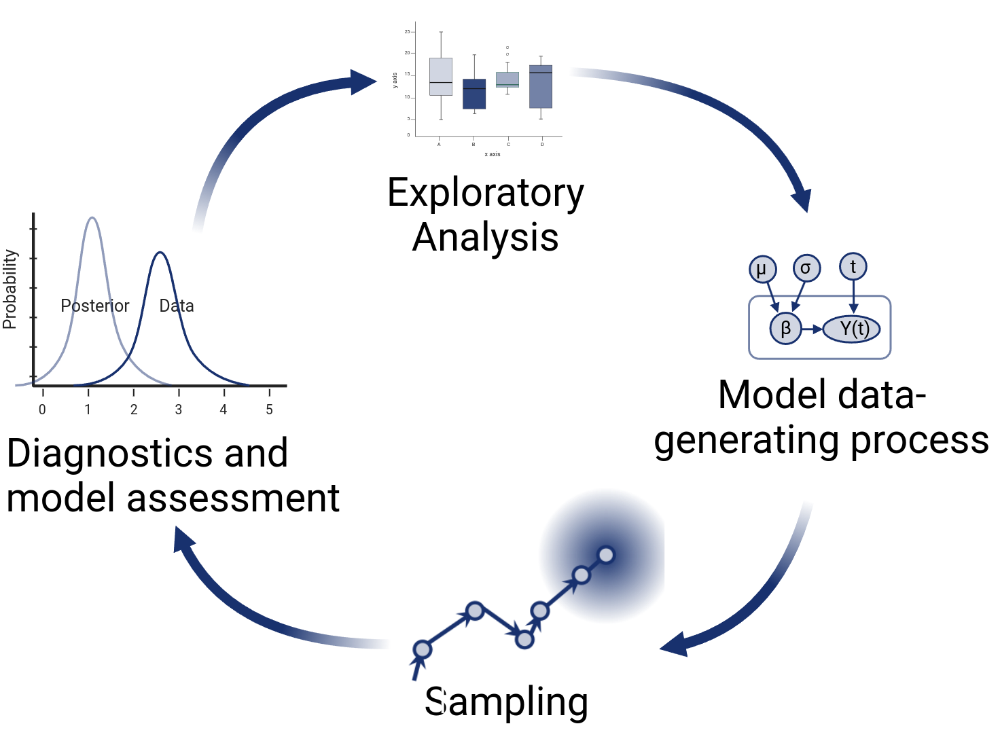 25
20
15
10
5
0
y axis
A B C D
x axis
Exploratory
Analysis
μ σ t
β Y(t)
Model data-
generating process
Sampling
Probability
Posterior Data
0 1 2 3 4 5
Diagnostics and
model assessment